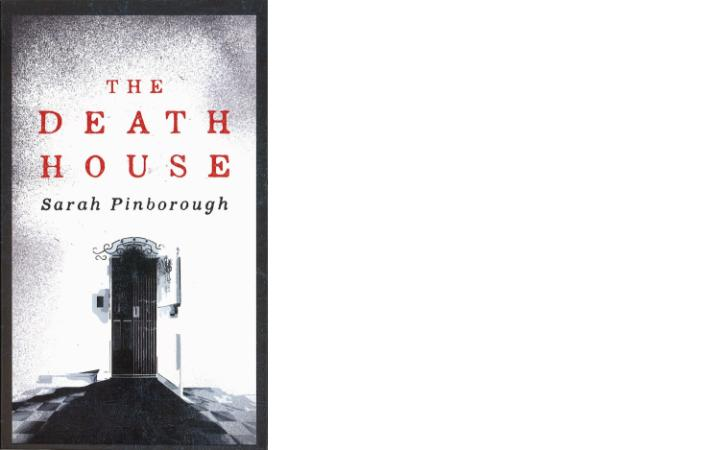 THE
DEATH
HOUSE
Sarah Pinborough